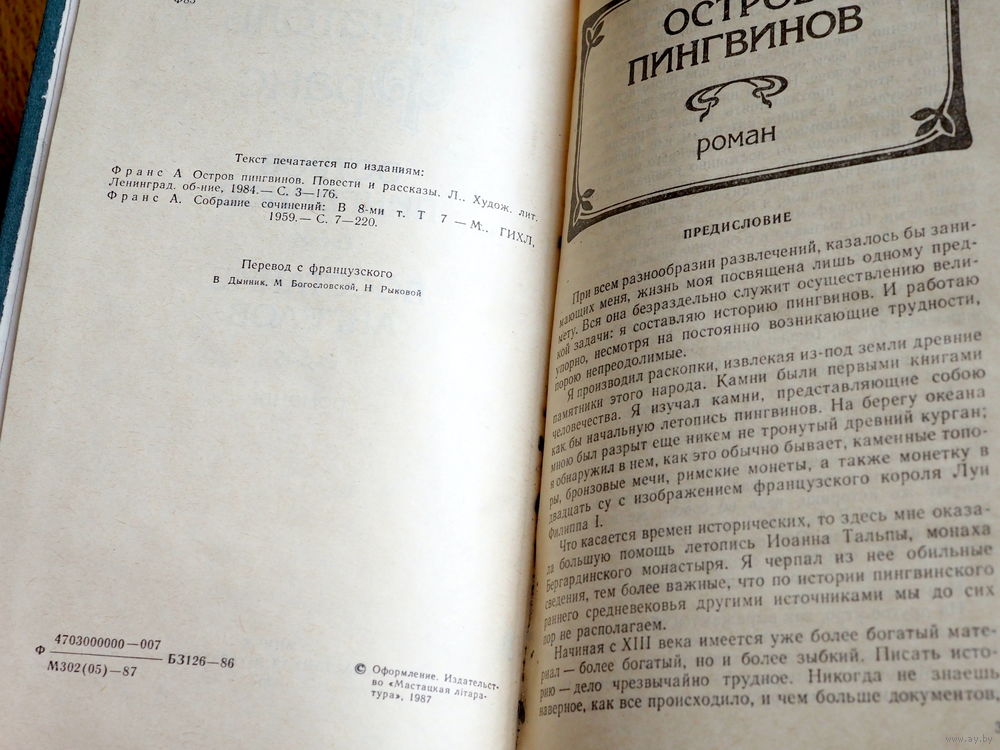 Ф85
Текст печатается по изданиям:
Франс А Остров пингвинов. Повести и рассказы. Л.. Худож. лит.
Ленинград. об-ние, 1984.— С. 3—176.
Франс А. Собрание сочинений: В 8-ми т. Т 7 — М.. ГИХЛ,
1959.— С. 7—220.
Перевод с французского
В Дынник, М Богословской, Н Рыковой
4703000000—007
Ф
БЗ126—86
М302(05)—87
© Оформление. Издательст-
во «Мастацкая літара-
тура», 1987
ОСТРОВ
ПИНГВИНОВ
роман
ПРЕДИСЛОВИЕ
При всем разнообразии развлечений, казалось бы зани-
мающих меня, жизнь моя посвящена лишь одному пред-
мету. Вся она безраздельно служит осуществлению вели-
кой задачи: я составляю историю пингвинов. И работаю
упорно, несмотря на постоянно возникающие трудности,
порою непреодолимые.
Я производил раскопки, извлекая из-под земли древние
памятники этого народа. Камни были первыми книгами
человечества. Я изучал камни, представляющие собою
как бы начальную летопись пингвинов. На берегу океана
мною был разрыт еще никем не тронутый древний курган;
я обнаружил в нем, как это обычно бывает, каменные топо-
ры, бронзовые мечи, римские монеты, а также монетку в
двадцать су с изображением французского короля Луи
Филиппа I.
Что касается времен исторических, то здесь мне оказа-
ла большую помощь летопись Иоанна Тальпы, монаха
Бергардинского монастыря. Я черпал из нее обильные
сведения, тем более важные, что по истории пингвинского
раннего средневековья другими источниками мы до сих
пор не располагаем.
Начиная с XIII века имеется уже более богатый мате-
риал — более богатый, но и более зыбкий. Писать исто-
рию — дело чрезвычайно трудное. Никогда не знаешь
наверное, как все происходило, и чем больше документов,
www.ay.by